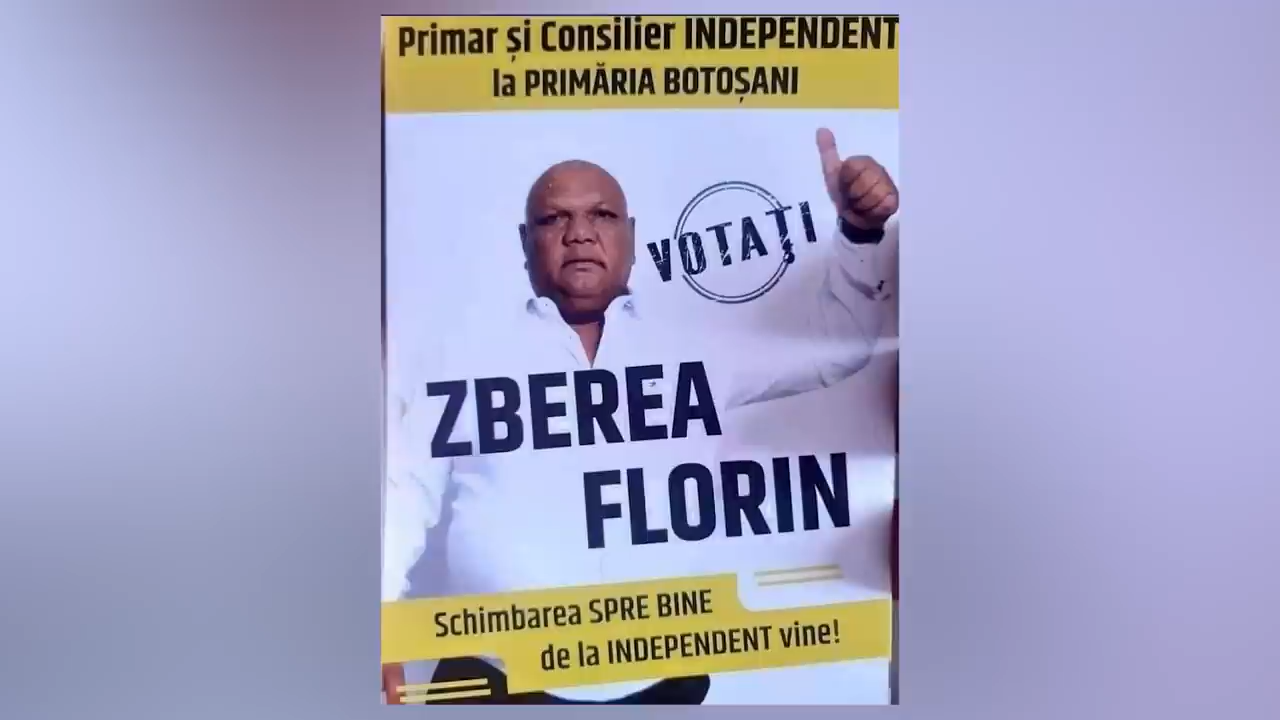 Primar și Consilier INDEPENDENT
la PRIMĂRIA BOTOȘANI
VOTAȚI
ZBEREA
FLORIN
Schimbarea SPRE BINE
de la INDEPENDENT vine!